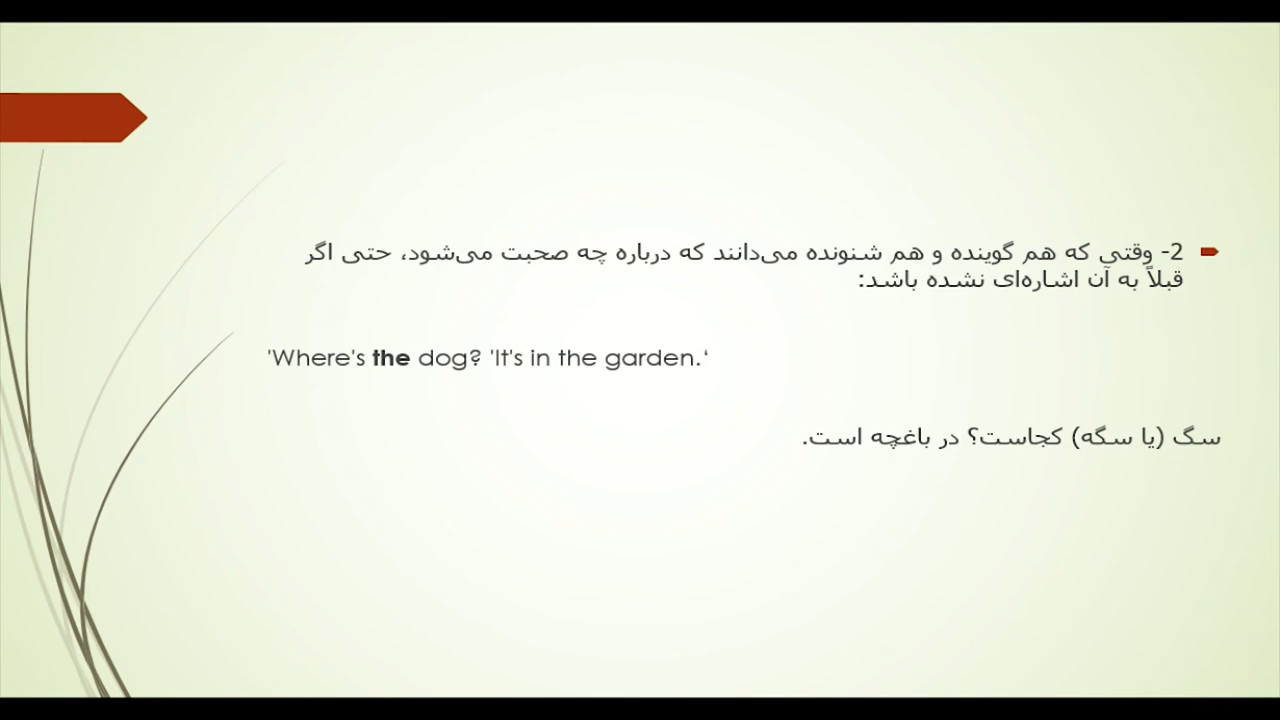 2- وقتی که هم گوینده و هم شنونده می‌دانند که درباره چه صحبت می‌شود، حتی اگر
قبلاً به آن اشاره‌ای نشده باشد:
'Where's the dog? 'It's in the garden.‘
سگ (یا سگه) کجاست؟ در باغچه است.